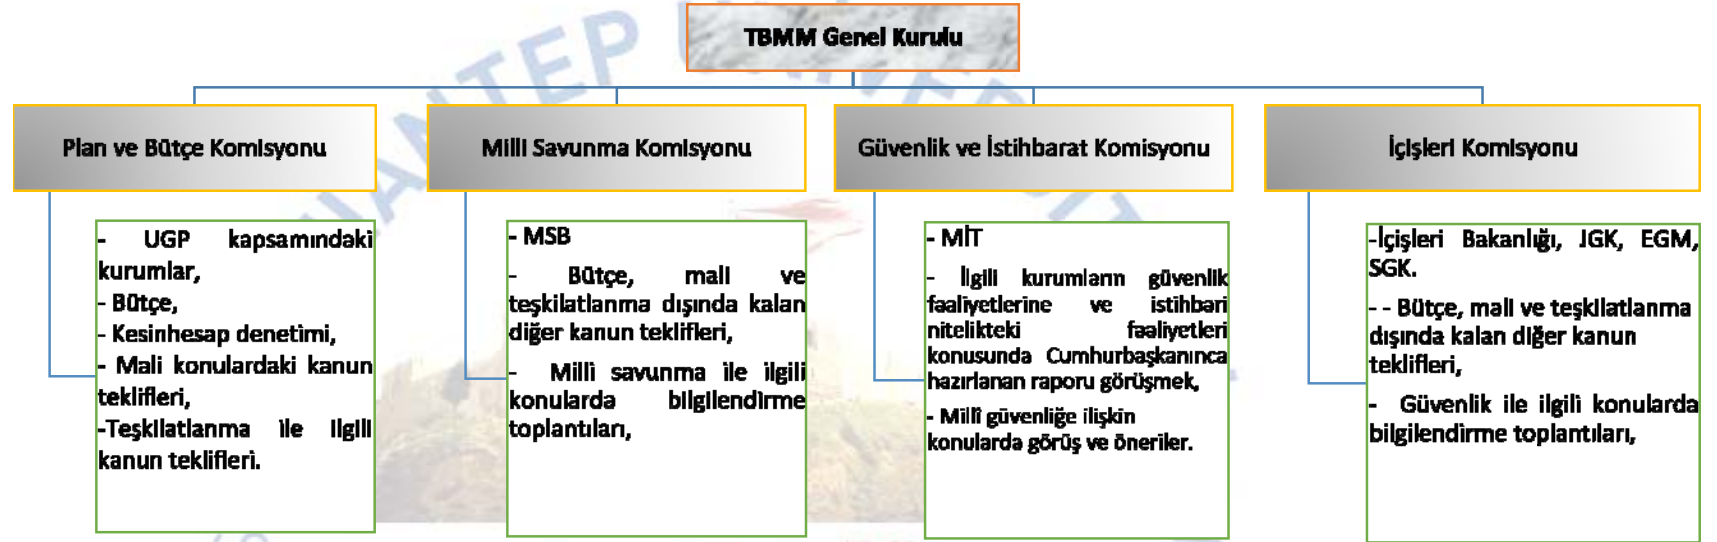 TBMM Genel Kurulu
Plan ve Bütçe Komisyonu
- UGP kapsamındaki
kurumlar,
- Bütçe,
- Kesinhesap denetimi,
- Mali konulardaki kanun
teklifleri,
-Teşkilatlanma ile ilgili
kanun teklifleri.
Milli Savunma Komisyonu
- MSB
- Bütçe, mali ve
teşkilatlanma dışında kalan
diğer kanun teklifleri,
- Milli savunma ile ilgili
konularda bilgilendirme
toplantıları,
Güvenlik ve İstihbarat Komisyonu
- MİT
- İlgili kurumların güvenlik
faaliyetlerine ve istihbari
nitelikteki faaliyetleri
konusunda Cumhurbaşkanınca
hazırlanan raporu görüşmek,
- Millî güvenliğe ilişkin
konularda görüş ve öneriler.
İçişleri Komisyonu
-İçişleri Bakanlığı, JGK, EGM,
SGK.
- - Bütçe, mali ve teşkilatlanma
dışında kalan diğer kanun
teklifleri,
- Güvenlik ile ilgili konularda
bilgilendirme toplantıları,